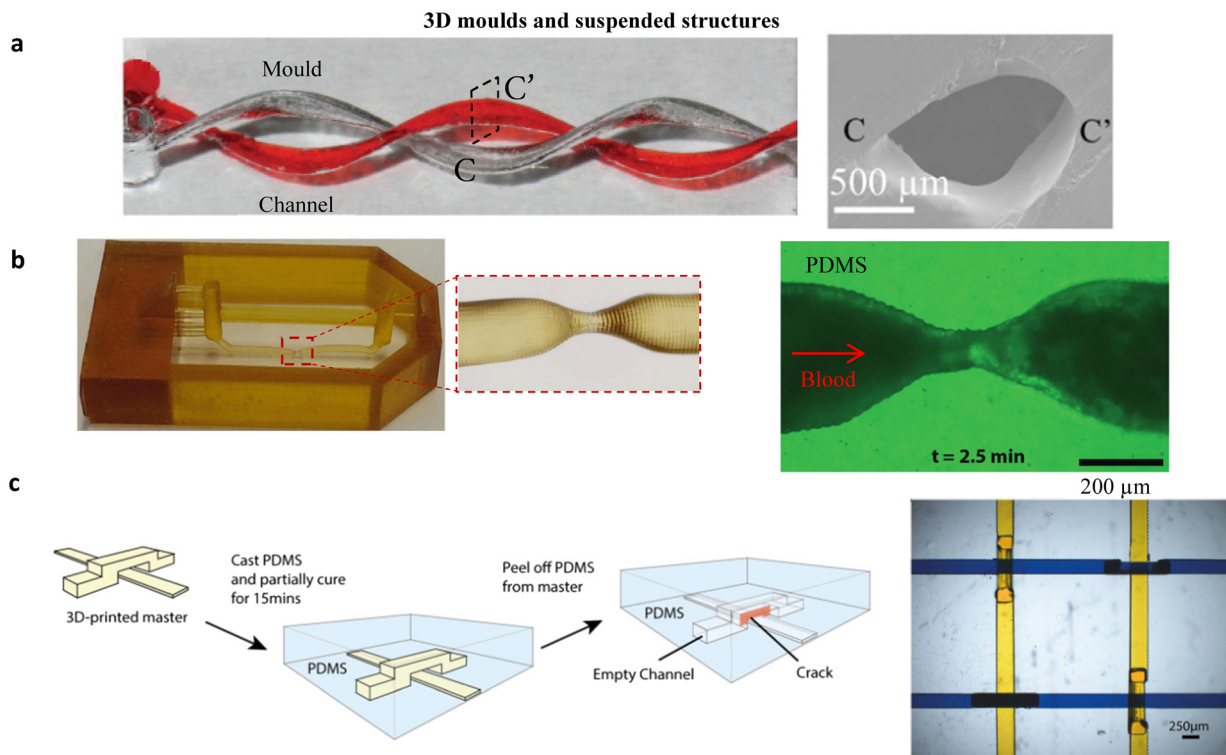 3D moulds and suspended structures
a
Mould
C'
C
Channel
C
C'
500 µm
b
PDMS
Blood
t = 2.5 min
200 µm
c
3D-printed master
Cast PDMS
and partially cure
for 15mins
PDMS
Peel off PDMS
from master
PDMS
Empty Channel
Crack
250µm